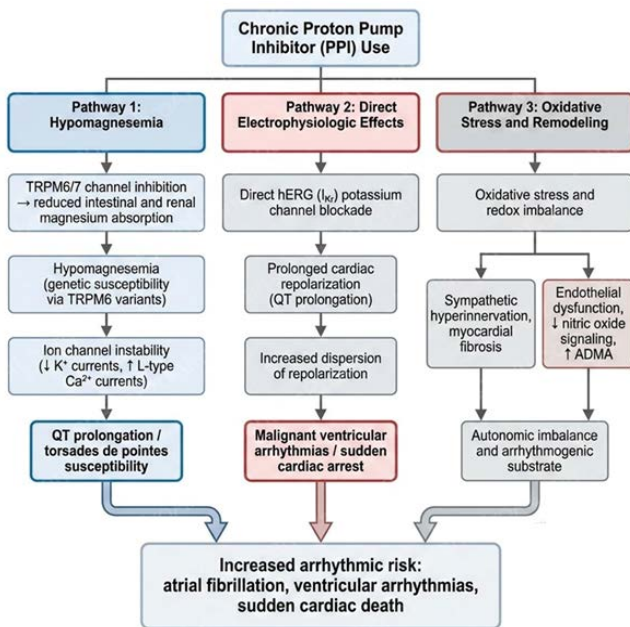 Chronic Proton Pump
Inhibitor (PPI) Use
Pathway 1:
Hypomagnesemia
TRPM6/7 channel inhibition
→ reduced intestinal and renal
magnesium absorption
Hypomagnesemia
(genetic susceptibility
via TRPM6 variants)
Ion channel instability
(↓ K⁺ currents, ↑ L-type
Ca²⁺ currents)
QT prolongation /
torsades de pointes
susceptibility
Pathway 2: Direct
Electrophysiologic Effects
Direct hERG (I_Kr) potassium
channel blockade
Prolonged cardiac
repolarization
(QT prolongation)
Increased dispersion
of repolarization
Malignant ventricular
arrhythmias / sudden
cardiac arrest
Pathway 3: Oxidative
Stress and Remodeling
Oxidative stress and
redox imbalance
Sympathetic
hyperinnervation,
myocardial
fibrosis
Endothelial
dysfunction,
↓ nitric oxide
signaling,
↑ ADMA
Autonomic imbalance
and arrhythmogenic
substrate
Increased arrhythmic risk:
atrial fibrillation, ventricular arrhythmias,
sudden cardiac death